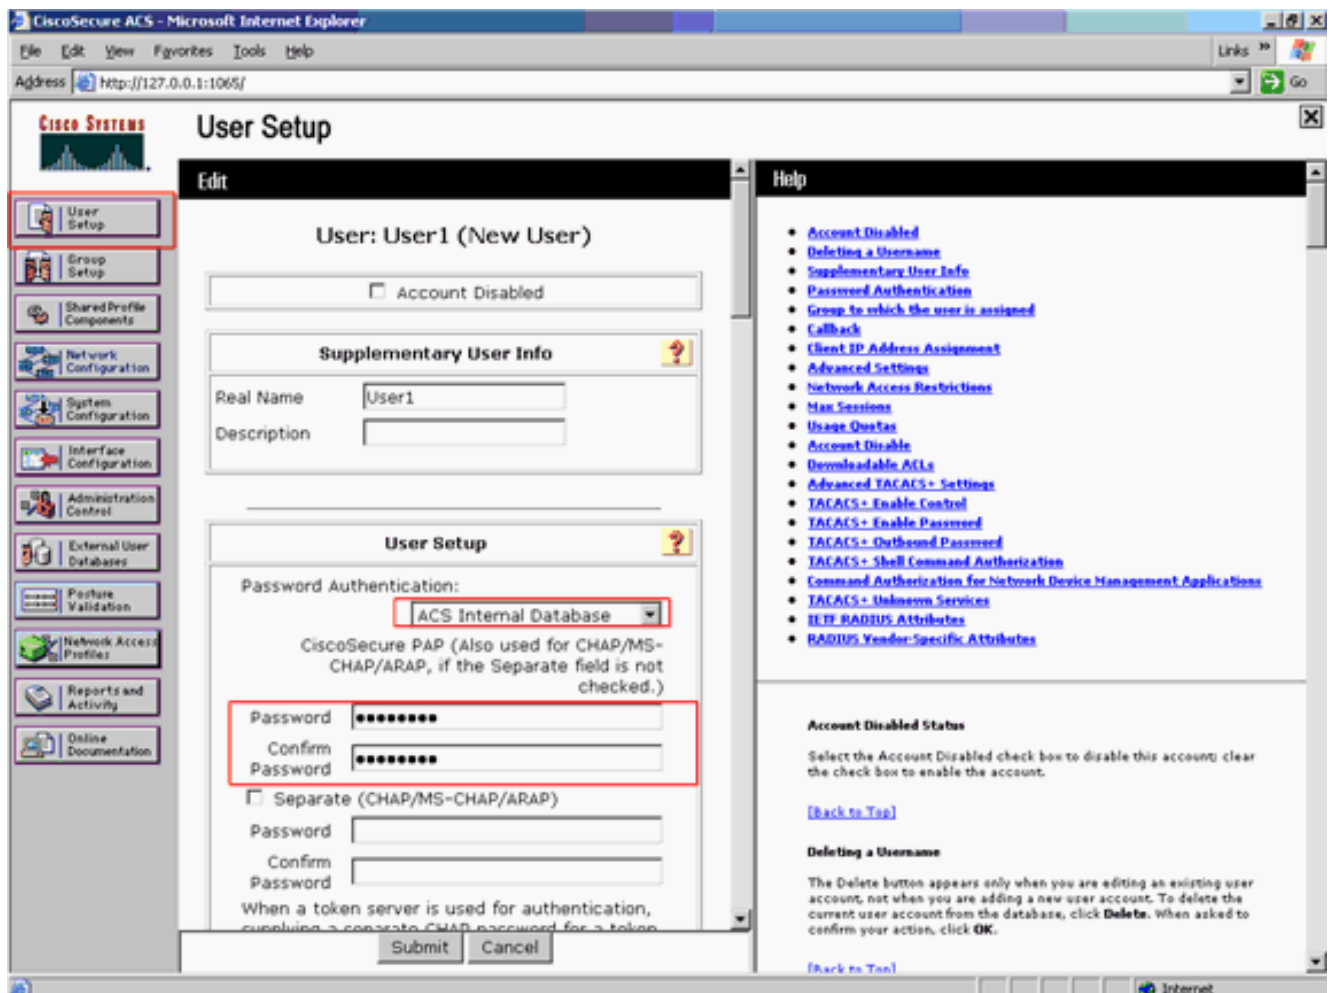 CiscoSecure ACS - Microsoft Internet Explorer
File Edit View Favorites Tools Help
Links »
Address http://127.0.0.1:1065/
Go
CISCO SYSTEMS
User Setup
User
Setup
Group
Setup
Shared Profile
Components
Network
Configuration
System
Configuration
Interface
Configuration
Administration
Control
External User
Databases
Posture
Validation
Network Access
Profiles
Reports and
Activity
Online
Documentation
Edit
User: User1 (New User)
Account Disabled
Supplementary User Info
?
Real Name User1
Description
User Setup
?
Password Authentication:
ACS Internal Database
CiscoSecure PAP (Also used for CHAP/MS-
CHAP/ARAP, if the Separate field is not
checked.)
Password ••••••••
Confirm
Password ••••••••
Separate (CHAP/MS-CHAP/ARAP)
Password
Confirm
Password
When a token server is used for authentication,
supplying a separate CHAP password for a token
Submit Cancel
Help
Account Disabled
Deleting a Username
Supplementary User Info
Password Authentication
Group to which the user is assigned
Callback
Client IP Address Assignment
Advanced Settings
Network Access Restrictions
Max Sessions
Usage Quotas
Account Disable
Downloadable ACLs
Advanced TACACS+ Settings
TACACS+ Enable Control
TACACS+ Enable Password
TACACS+ Outbound Password
TACACS+ Shell Command Authorization
Command Authorization for Network Device Management Applications
TACACS+ Unknown Services
IETF RADIUS Attributes
RADIUS Vendor-Specific Attributes
Account Disabled Status
Select the Account Disabled check box to disable this account; clear
the check box to enable the account.
[Back to Top]
Deleting a Username
The Delete button appears only when you are editing an existing user
account, not when you are adding a new user account. To delete the
current user account from the database, click Delete. When asked to
confirm your action, click OK.
[Back to Top]
Internet